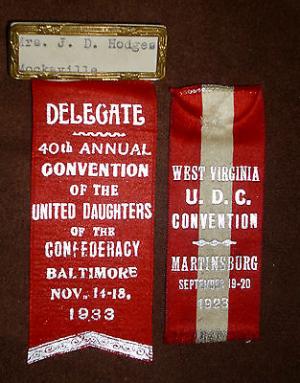 Mrs. J. D. Hodges
Mocksville
DELEGATE
40TH ANNUAL
CONVENTION
OF THE
UNITED DAUGHTERS
OF THE
CONFEDERACY
BALTIMORE
NOV. 14-18,
1933
WEST VIRGINIA
U. D. C.
CONVENTION
MARTINSBURG
SEPTEMBER 19-20
1923